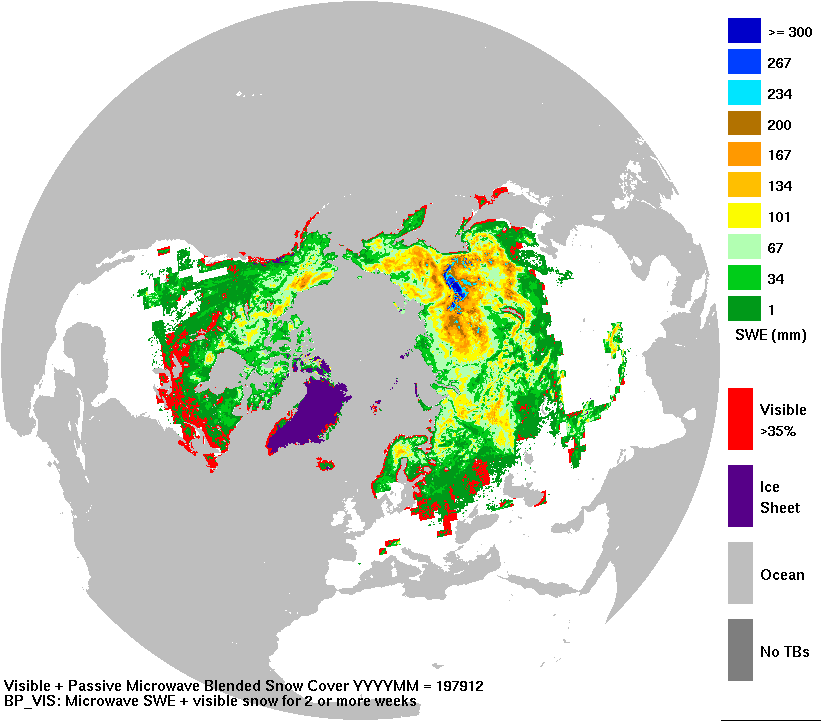 >= 300
267
234
200
167
134
101
67
34
1
SWE (mm)
Visible
>35%
Ice
Sheet
Ocean
No TBs
Visible + Passive Microwave Blended Snow Cover YYYYMM = 197912
BP_VIS: Microwave SWE + visible snow for 2 or more weeks